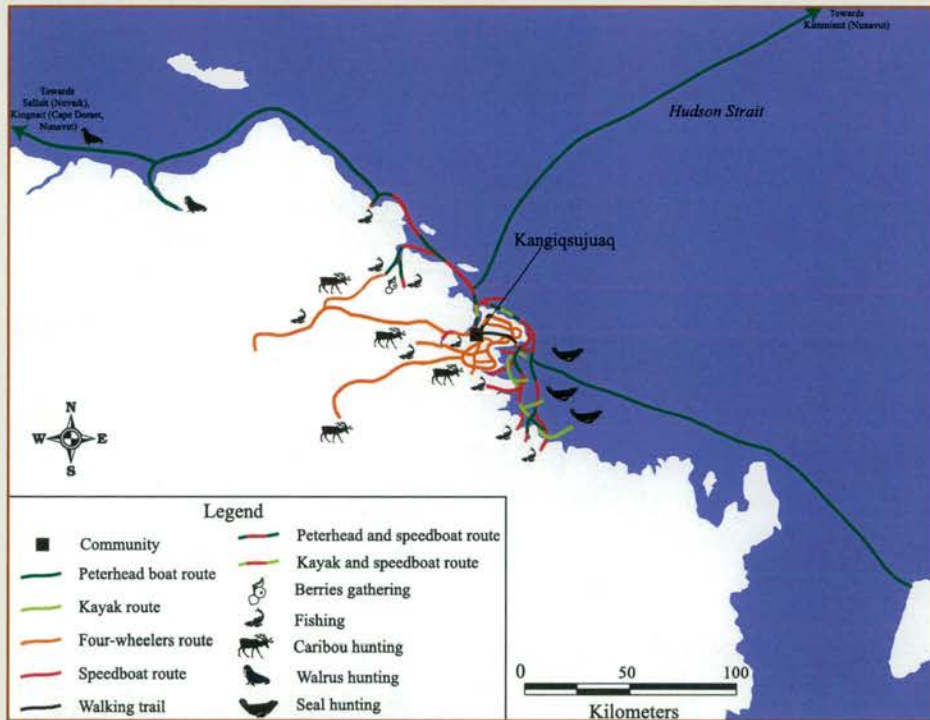 Towards
Kimmirut (Nunavut)
Towards
Salluit (Nuvaik),
Kingnait (Cape Dorset,
Nunavut)
Hudson Strait
Kangiqsujuaq
N
W E
S
Legend
Community
Peterhead boat route
Kayak route
Four-wheelers route
Speedboat route
Walking trail
Peterhead and speedboat route
Kayak and speedboat route
Berries gathering
Fishing
Caribou hunting
Walrus hunting
Seal hunting
0 50 100
Kilometers